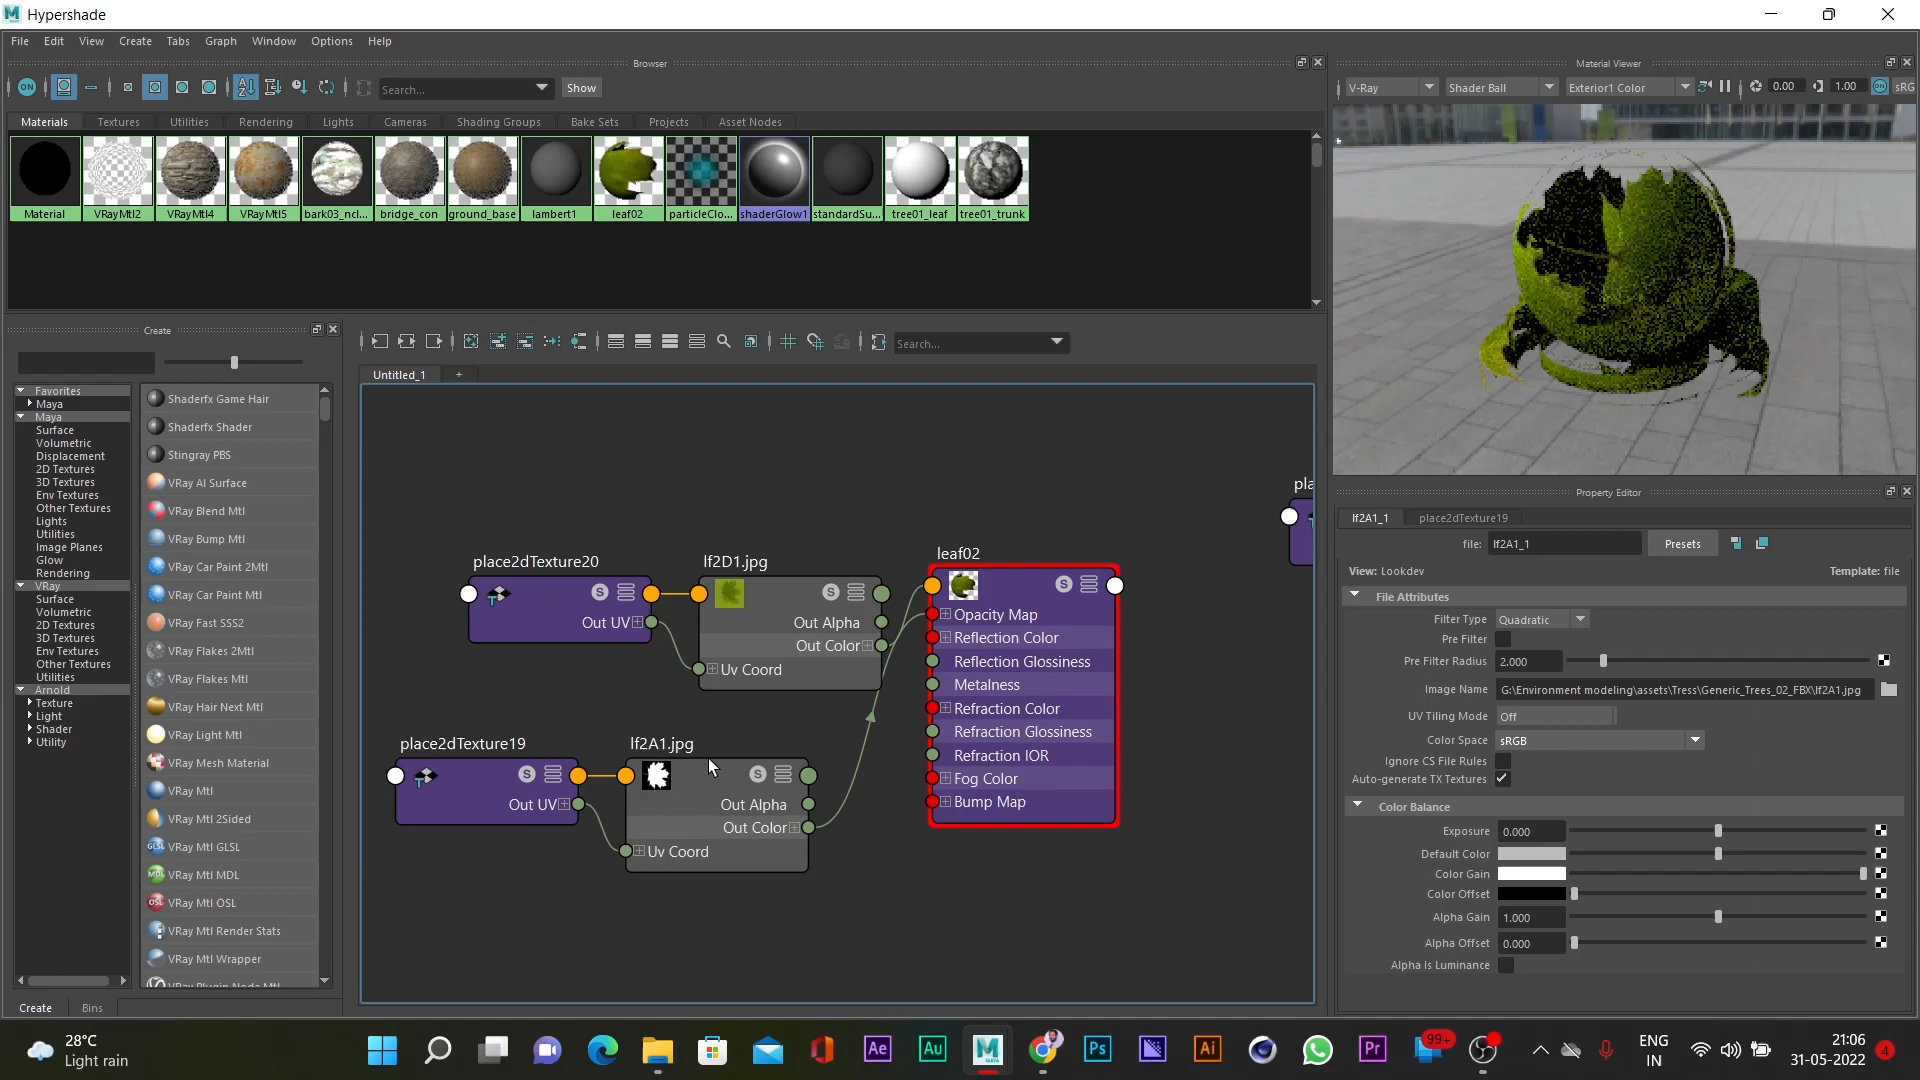 Hypershade
File Edit View Create Tabs Graph Window Options Help
Browser
ON
Search...
Show
Materials Textures Utilities Rendering Lights Cameras Shading Groups Bake Sets Projects Asset Nodes
Material VRayMtl2 VRayMtl4 VRayMtl5 bark03_ncl... bridge_con ground_base lambert1 leaf02 particleClo... shaderGlow1 standardSu... tree01_leaf tree01_trunk
Material Viewer
V-Ray Shader Ball Exterior1 Color 0.00 1.00 ON sRG
Create
Favorites
Maya
Maya
Surface
Volumetric
Displacement
2D Textures
3D Textures
Env Textures
Other Textures
Lights
Utilities
Image Planes
Glow
Rendering
VRay
Surface
Volumetric
2D Textures
3D Textures
Env Textures
Other Textures
Utilities
Arnold
Texture
Light
Shader
Utility
Shaderfx Game Hair
Shaderfx Shader
Stingray PBS
VRay Al Surface
VRay Blend Mtl
VRay Bump Mtl
VRay Car Paint 2Mtl
VRay Car Paint Mtl
VRay Fast SSS2
VRay Flakes 2Mtl
VRay Flakes Mtl
VRay Hair Next Mtl
VRay Light Mtl
VRay Mesh Material
VRay Mtl
VRay Mtl 2Sided
VRay Mtl GLSL
VRay Mtl MDL
VRay Mtl OSL
VRay Mtl Render Stats
VRay Mtl Wrapper
VRay Plugin Node Mtl
Create Bins
Search...
Untitled_1 +
place2dTexture20
S
Out UV
lf2D1.jpg
S
Out Alpha
Out Color
Uv Coord
place2dTexture19
S
Out UV
lf2A1.jpg
S
Out Alpha
Out Color
Uv Coord
leaf02
S
Opacity Map
Reflection Color
Reflection Glossiness
Metalness
Refraction Color
Refraction Glossiness
Refraction IOR
Fog Color
Bump Map
pla
Property Editor
lf2A1_1 place2dTexture19
file: lf2A1_1 Presets
View: Lookdev Template: file
File Attributes
Filter Type Quadratic
Pre Filter
Pre Filter Radius 2.000
Image Name G:\Environment modeling\assets\Tress\Generic_Trees_02_FBX\lf2A1.jpg
UV Tiling Mode Off
Color Space sRGB
Ignore CS File Rules
Auto-generate TX Textures
Color Balance
Exposure 0.000
Default Color
Color Gain
Color Offset
Alpha Gain 1.000
Alpha Offset 0.000
Alpha Is Luminance
28°C
Light rain
Ae Au Ps Ai Pr 99+
ENG
IN
21:06
31-05-2022
4